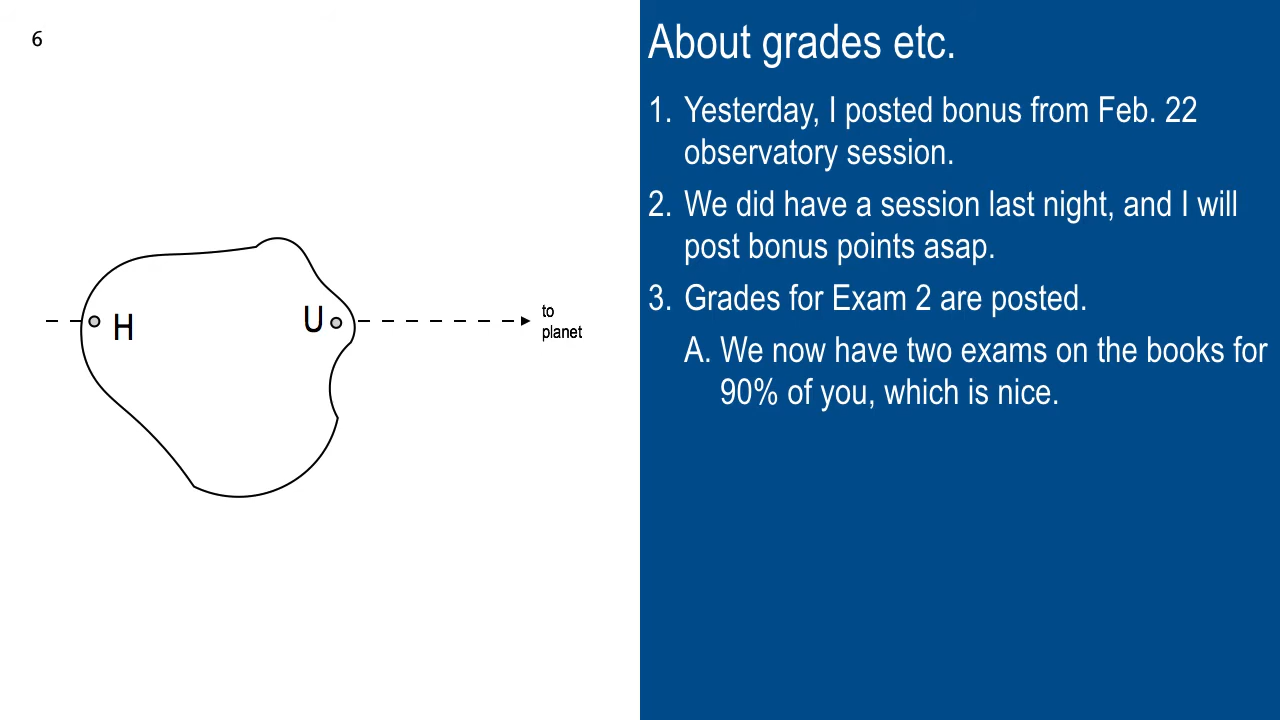 6
H
U
to
planet
About grades etc.
1. Yesterday, I posted bonus from Feb. 22
observatory session.
2. We did have a session last night, and I will
post bonus points asap.
3. Grades for Exam 2 are posted.
A. We now have two exams on the books for
90% of you, which is nice.